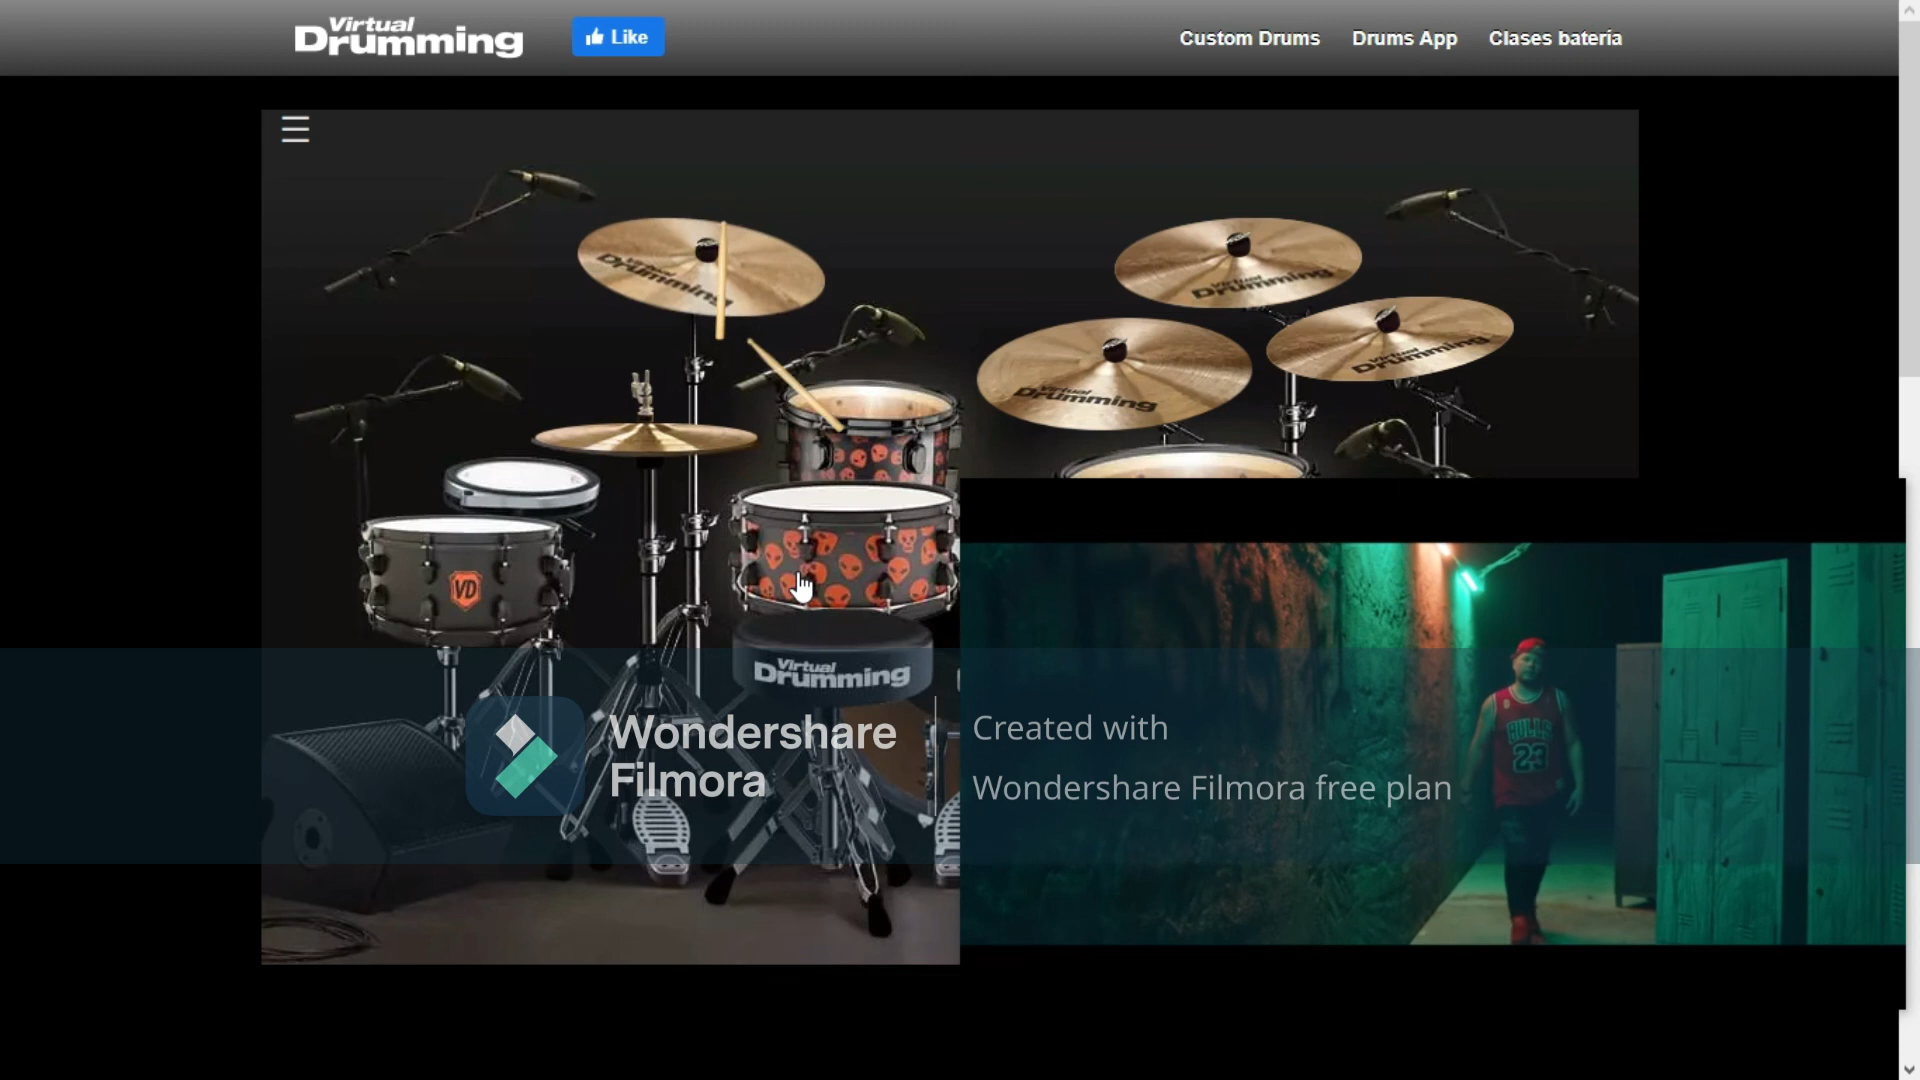 Virtual
Drumming
Like
Custom Drums
Drums App
Clases batería
Virtual
Drumming
Virtual
Drumming
Virtual
Drumming
Virtual
Drumming
VD
Virtual
Drumming
Wondershare
Filmora
Created with
Wondershare Filmora free plan
BULLS
23